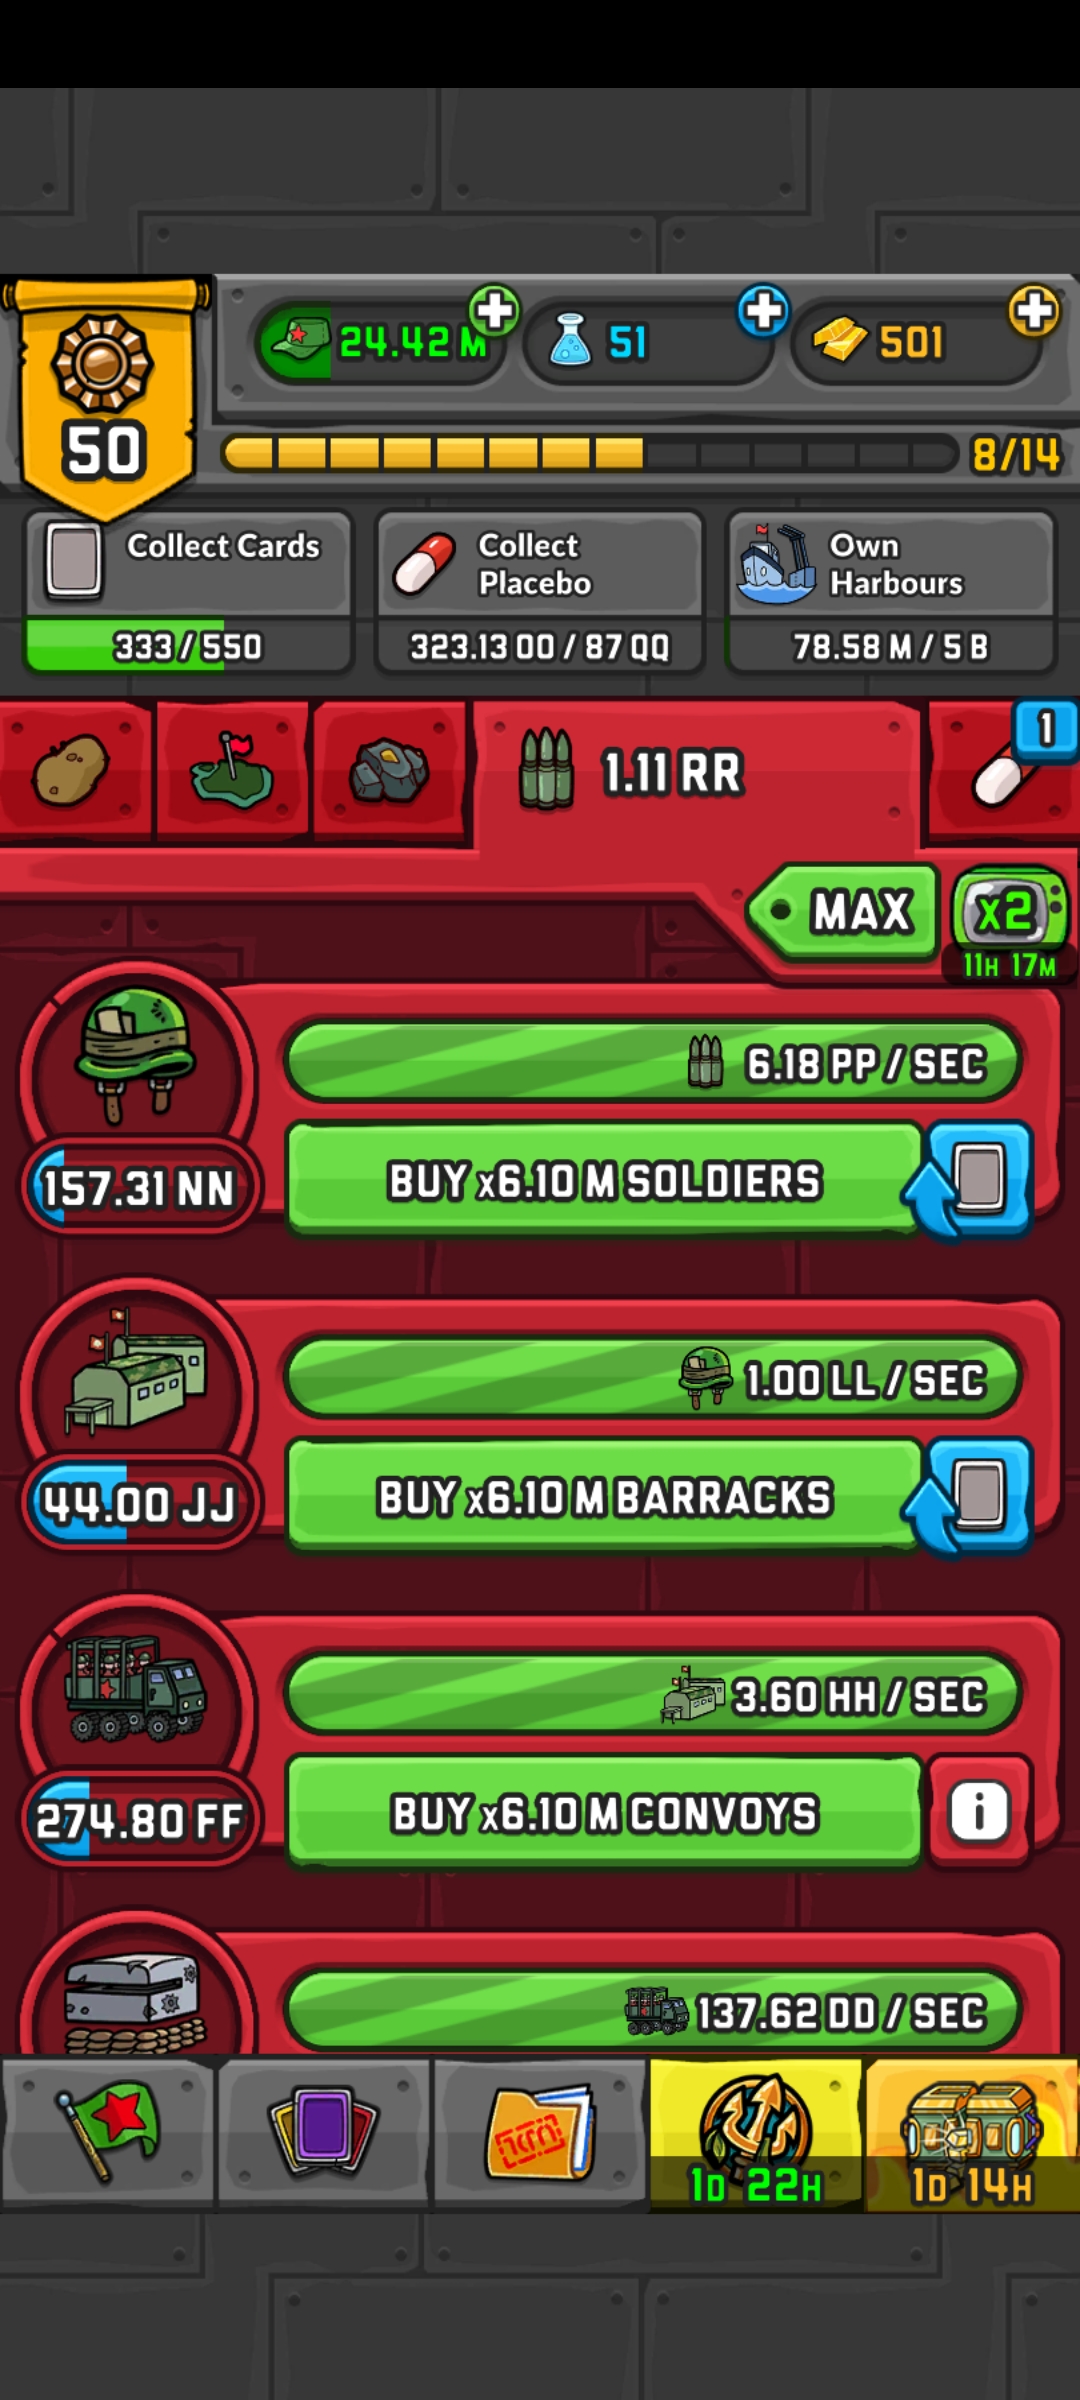 24.42 M
51
501
50
8/14
Collect Cards
333/550
Collect
Placebo
323.13 OO / 87 QQ
Own
Harbours
78.58 M / 5 B
1.11 RR
1
MAX
x2
11H 17M
6.18 PP / SEC
157.31 NN
BUY x6.10 M SOLDIERS
1.00 LL / SEC
44.00 JJ
BUY x6.10 M BARRACKS
3.60 HH / SEC
274.80 FF
BUY x6.10 M CONVOYS
i
137.62 DD / SEC
1D 22H
1D 14H